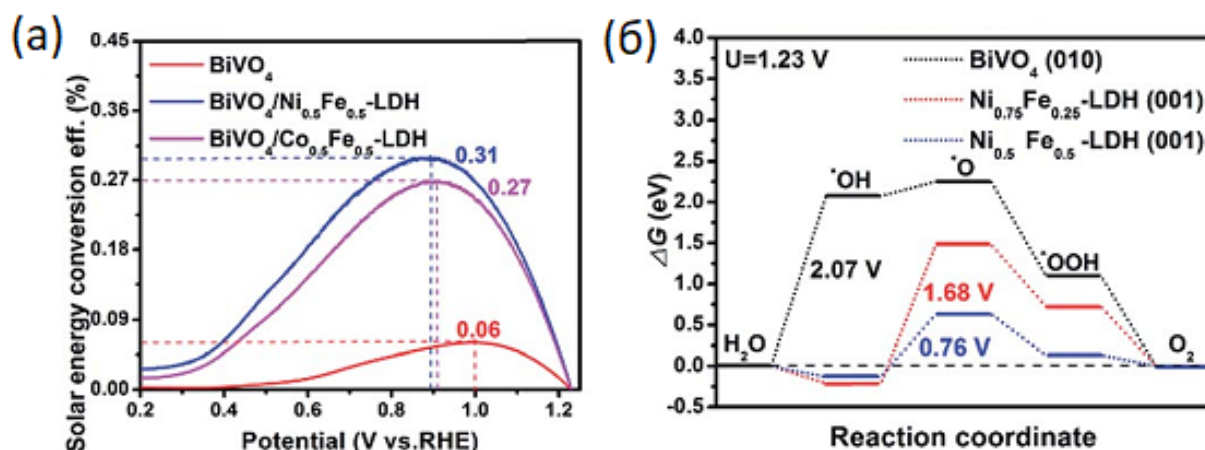 (а)
0.45
0.36
0.27
0.18
0.09
0.00
Solar energy conversion eff. (%)
BiVO₄
BiVO₄/Ni₀.₅Fe₀.₅-LDH
BiVO₄/Co₀.₅Fe₀.₅-LDH
0.31
0.27
0.06
0.2 0.4 0.6 0.8 1.0 1.2
Potential (V vs.RHE)
(б)
4.0
3.5
3.0
2.5
2.0
1.5
1.0
0.5
0.0
-0.5
ΔG (eV)
U=1.23 V
BiVO₄ (010)
Ni₀.₇₅Fe₀.₂₅-LDH (001)
Ni₀.₅ Fe₀.₅-LDH (001)
H₂O
*OH
*O
*OOH
O₂
2.07 V
1.68 V
0.76 V
Reaction coordinate